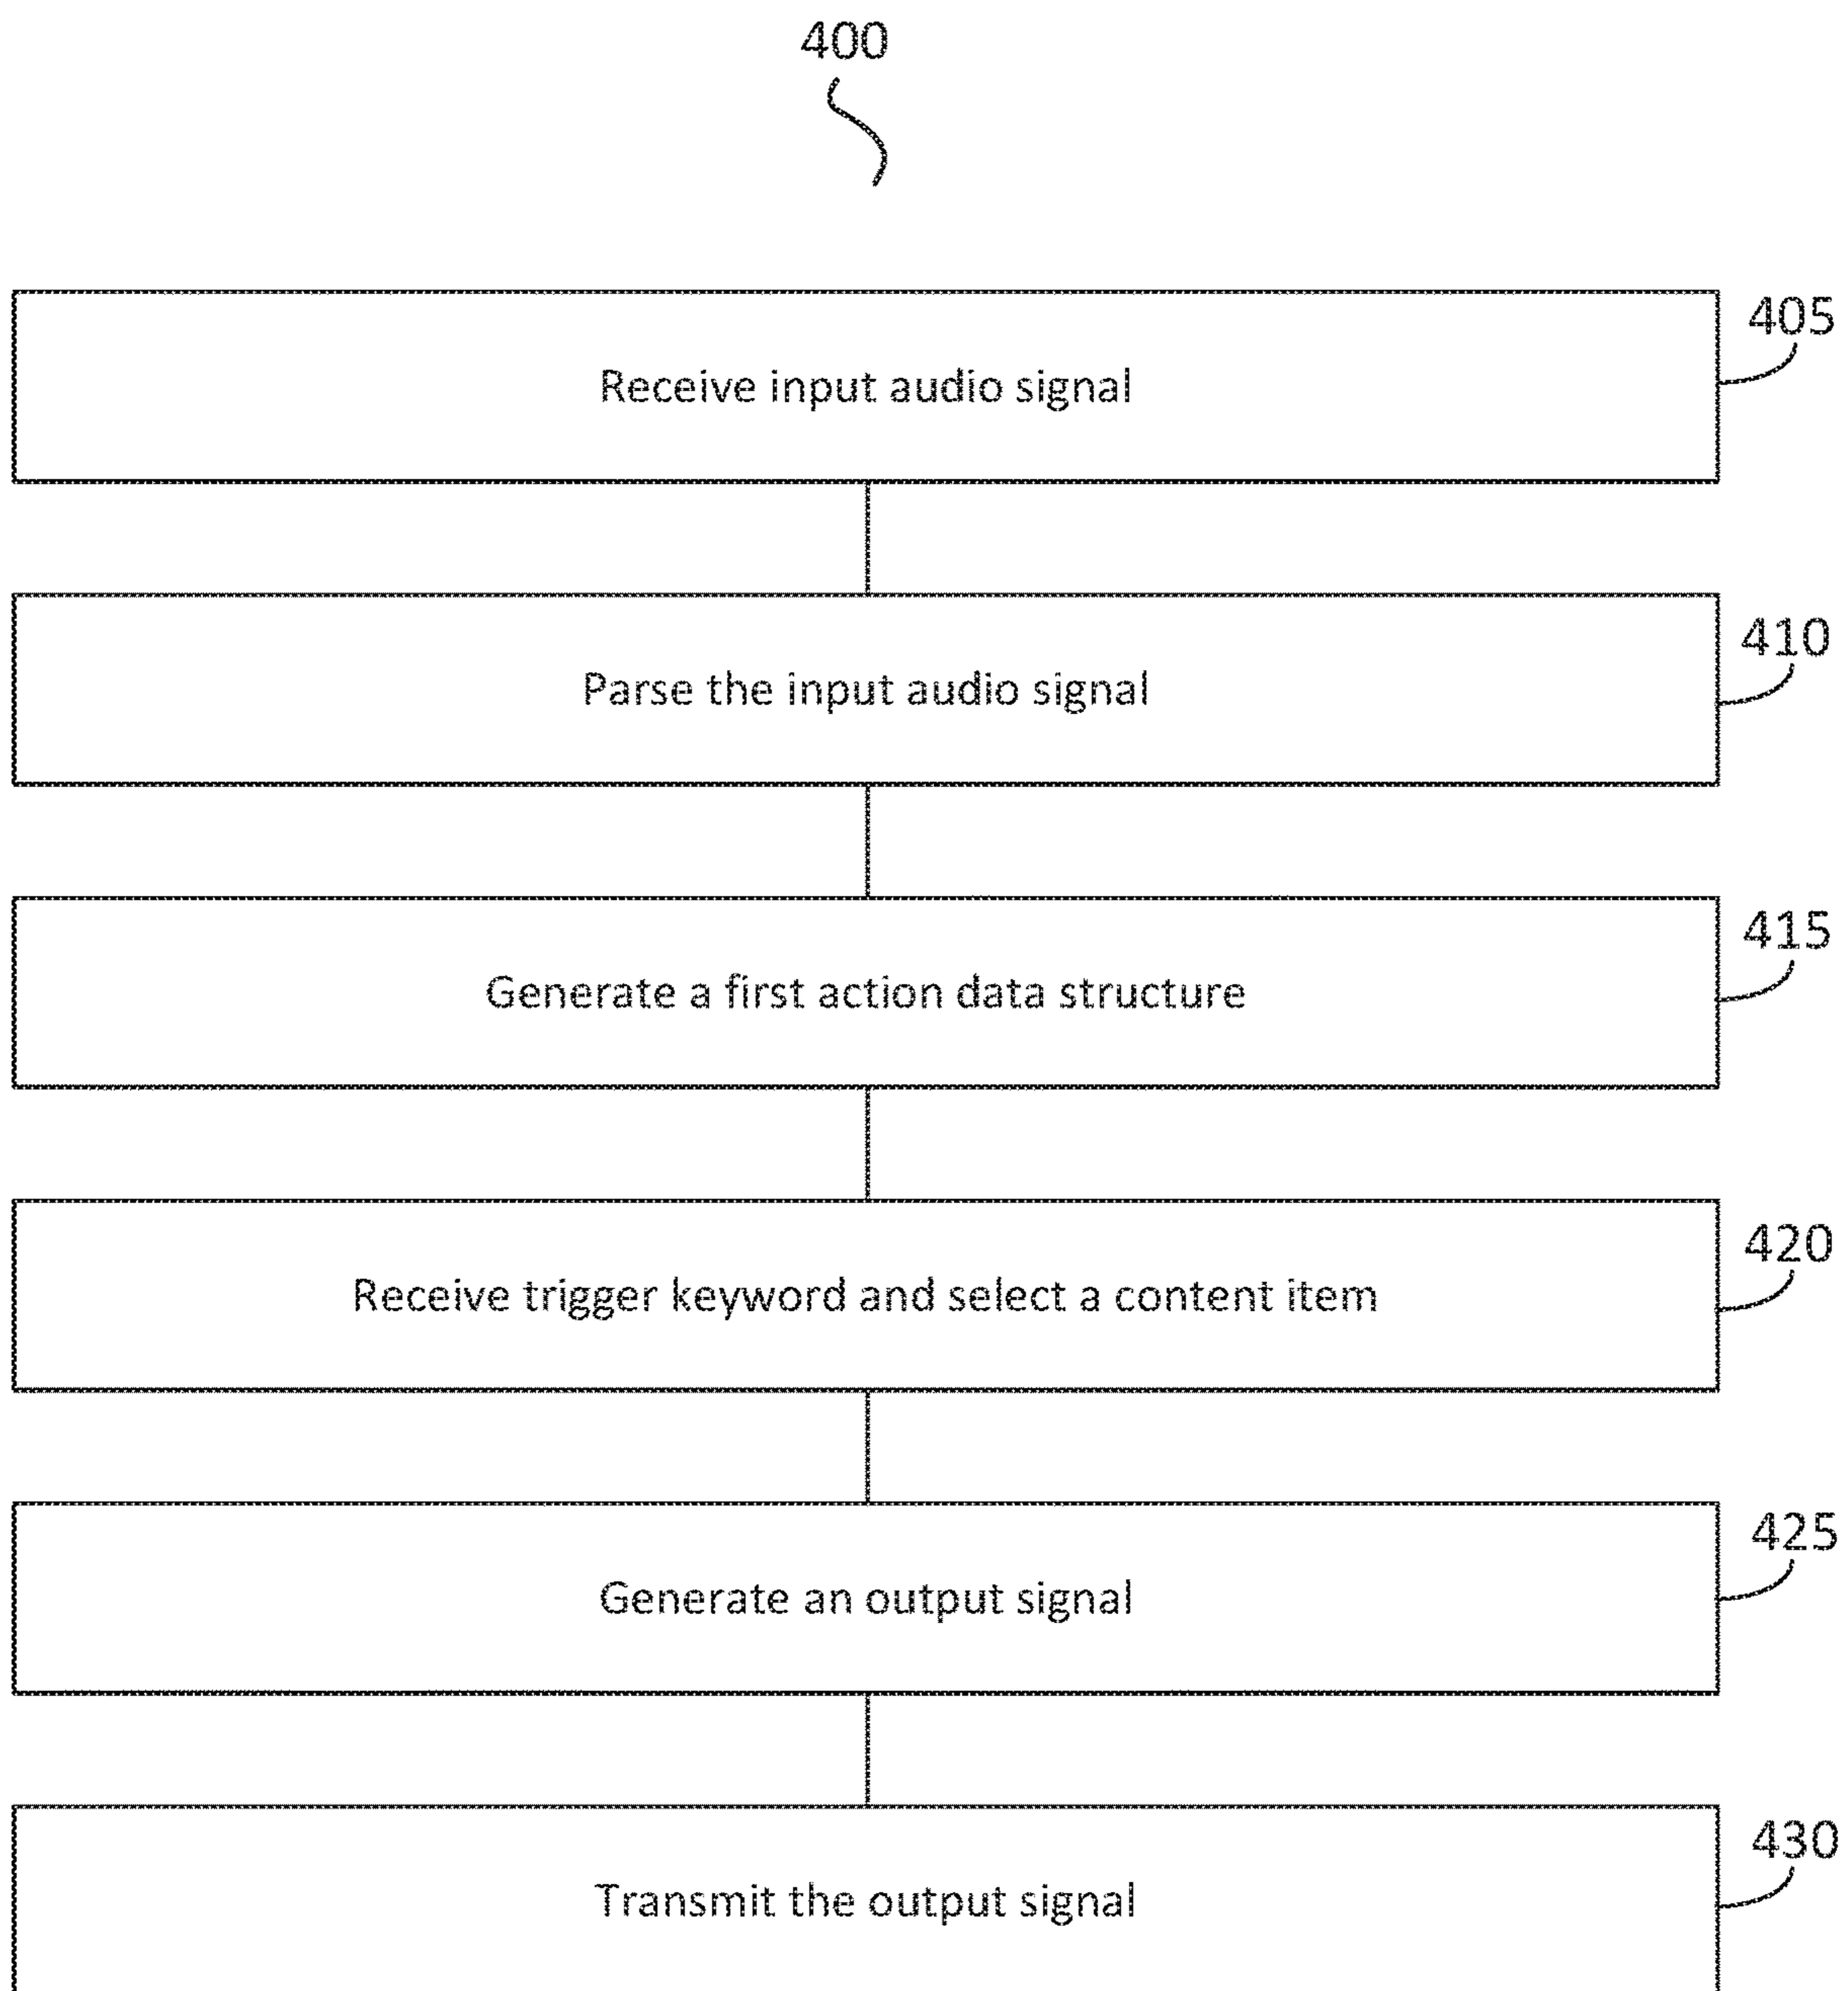 400
405
Receive input audio signal
410
Parse the input audio signal
415
Generate a first action data structure
420
Receive trigger keyword and select a content item
425
Generate an output signal
430
Transmit the output signal